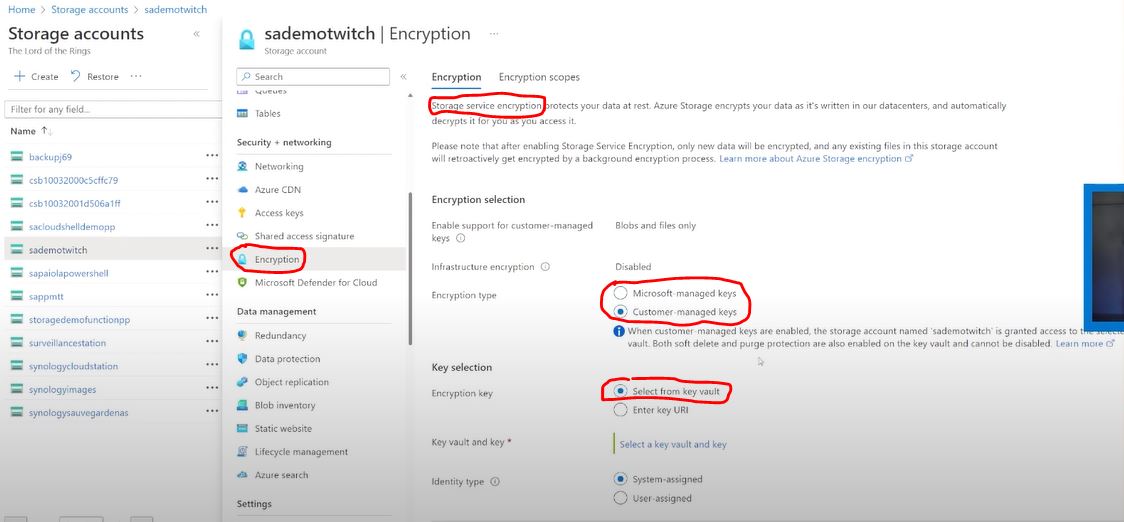 Home > Storage accounts > sademotwitch
Storage accounts
The Lord of the Rings
Create
Restore
Filter for any field...
Name
backupj69
csb10032000c5cffc79
csb10032001d506a1ff
sacloudshelldemopp
sademotwitch
sapaiolapowershell
sappmtt
storagedemofunctionpp
surveillancestation
synologycloudstation
synologyimages
synologysauvegardenas
sademotwitch | Encryption
Storage account
Search
Queues
Tables
Security + networking
Networking
Azure CDN
Access keys
Shared access signature
Encryption
Microsoft Defender for Cloud
Data management
Redundancy
Data protection
Object replication
Blob inventory
Static website
Lifecycle management
Azure search
Settings
Encryption
Encryption scopes
Storage service encryption protects your data at rest. Azure Storage encrypts your data as it's written in our datacenters, and automatically
decrypts it for you as you access it.
Please note that after enabling Storage Service Encryption, only new data will be encrypted, and any existing files in this storage account
will retroactively get encrypted by a background encryption process. Learn more about Azure Storage encryption
Encryption selection
Enable support for customer-managed
keys
Blobs and files only
Infrastructure encryption
Disabled
Encryption type
Microsoft-managed keys
Customer-managed keys
When customer-managed keys are enabled, the storage account named 'sademotwitch' is granted access to the
vault. Both soft delete and purge protection are also enabled on the key vault and cannot be disabled. Learn more
Key selection
Encryption key
Select from key vault
Enter key URI
Key vault and key *
Select a key vault and key
Identity type
System-assigned
User-assigned